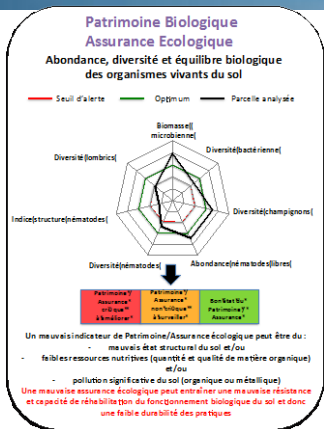 Patrimoine Biologique
Assurance Ecologique
Abondance, diversité et équilibre biologique
des organismes vivants du sol
Seuil d'alerte Optimum Parcelle analysée
Biomasse||
microbienne(
Diversité|bactérienne(
Diversité|champignons(
Abondance|nématodes|libres(
Diversité|nématodes(
Indice|structure|nématodes(
Diversité|lombrics(
Patrimoine*/
Assurance*
critique**
à améliorer*
Patrimoine*/
Assurance*
non*critique**
à surveiller*
Bon*état*du*
Patrimoine*/*
Assurance*
Un mauvais indicateur de Patrimoine/Assurance écologique peut être du :
- mauvais état structural du sol et/ou
- faibles ressources nutritives (quantité et qualité de matière organique)
et/ou
- pollution significative du sol (organique ou métallique)
Une mauvaise assurance écologique peut entraîner une mauvaise résistance
et capacité de réhabilitation du fonctionnement biologique du sol et donc
une faible durabilité des pratiques